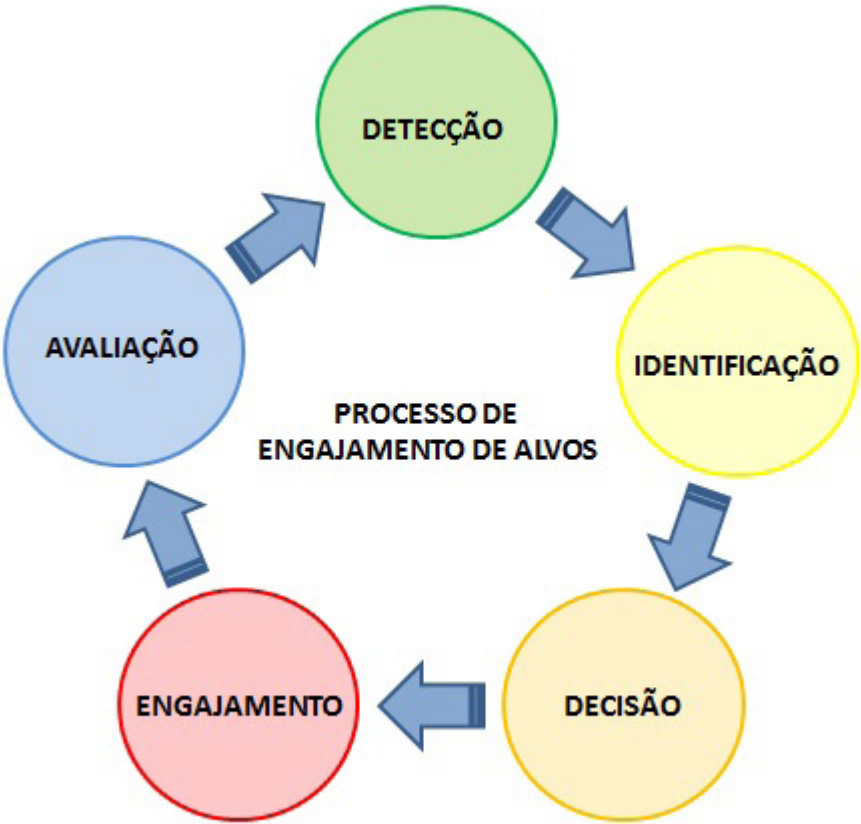 DETECÇÃO
IDENTIFICAÇÃO
DECISÃO
ENGAJAMENTO
AVALIAÇÃO
PROCESSO DE
ENGAJAMENTO DE ALVOS